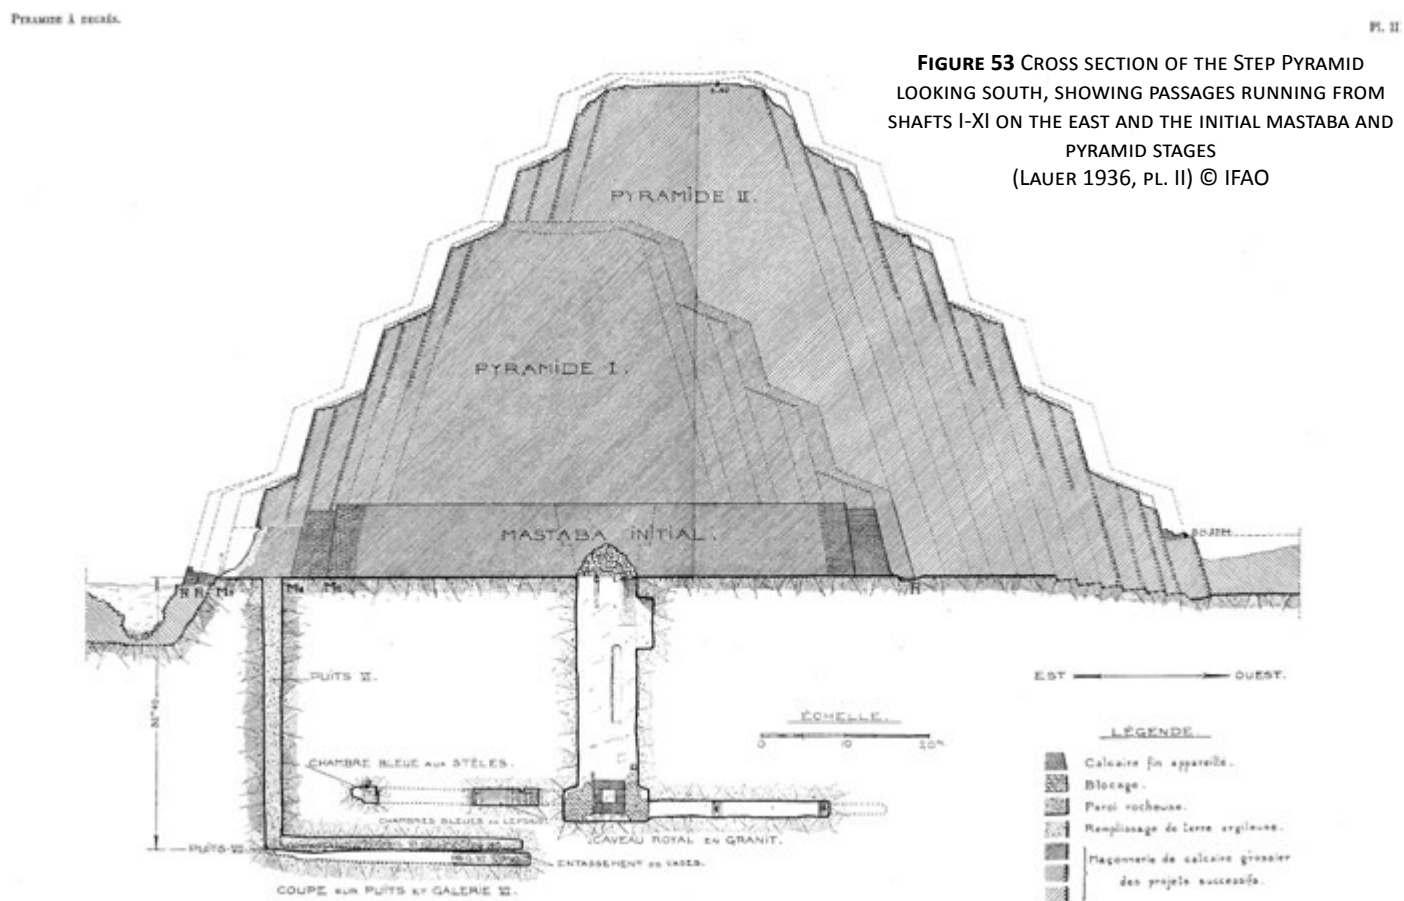 PYRAMIDE À DEGRÉS.
PL. II
FIGURE 53 CROSS SECTION OF THE STEP PYRAMID
LOOKING SOUTH, SHOWING PASSAGES RUNNING FROM
SHAFTS I-XI ON THE EAST AND THE INITIAL MASTABA AND
PYRAMID STAGES
(LAUER 1936, PL. II) © IFAO
PYRAMIDE II.
PYRAMIDE I.
MASTABA INITIAL.
PUITS VI.
EST
OUEST.
ÉCHELLE.
0 10 20m
LÉGENDE.
CHAMBRE BLEUE AUX STÈLES.
Calcaire fin appareillé.
Blocage.
Paroi rocheuse.
Remplissage de terre argileuse.
CAVEAU ROYAL EN GRANIT.
PUITS VII
ENTASSEMENT DE VASES.
Maçonnerie de calcaire grossier
des projets successifs.
COUPE SUR PUITS ET GALERIE VI.